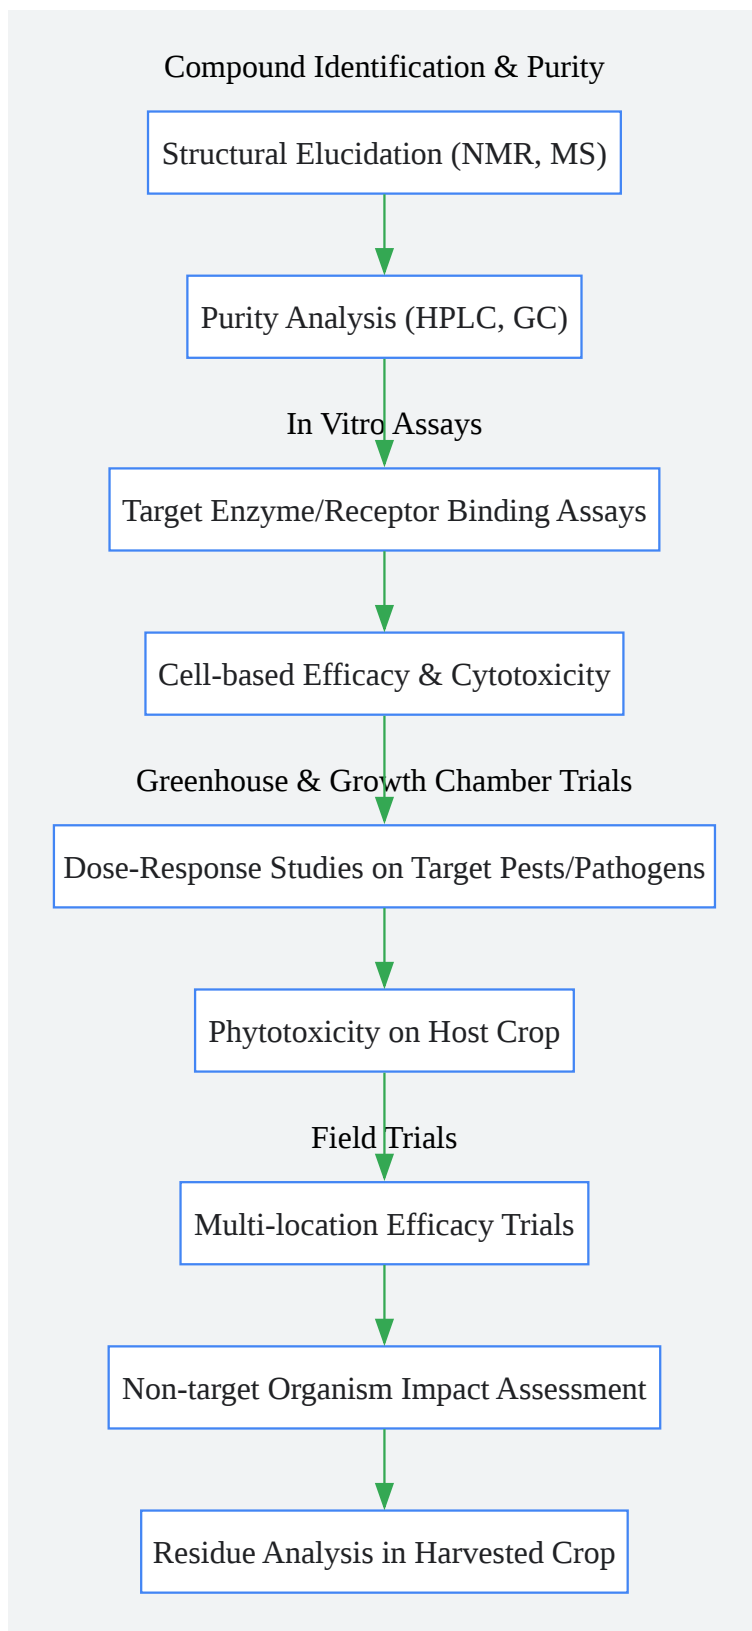 Compound Identification & Purity
Structural Elucidation (NMR, MS)
Purity Analysis (HPLC, GC)
In Vitro Assays
Target Enzyme/Receptor Binding Assays
Cell-based Efficacy & Cytotoxicity
Greenhouse & Growth Chamber Trials
Dose-Response Studies on Target Pests/Pathogens
Phytotoxicity on Host Crop
Field Trials
Multi-location Efficacy Trials
Non-target Organism Impact Assessment
Residue Analysis in Harvested Crop